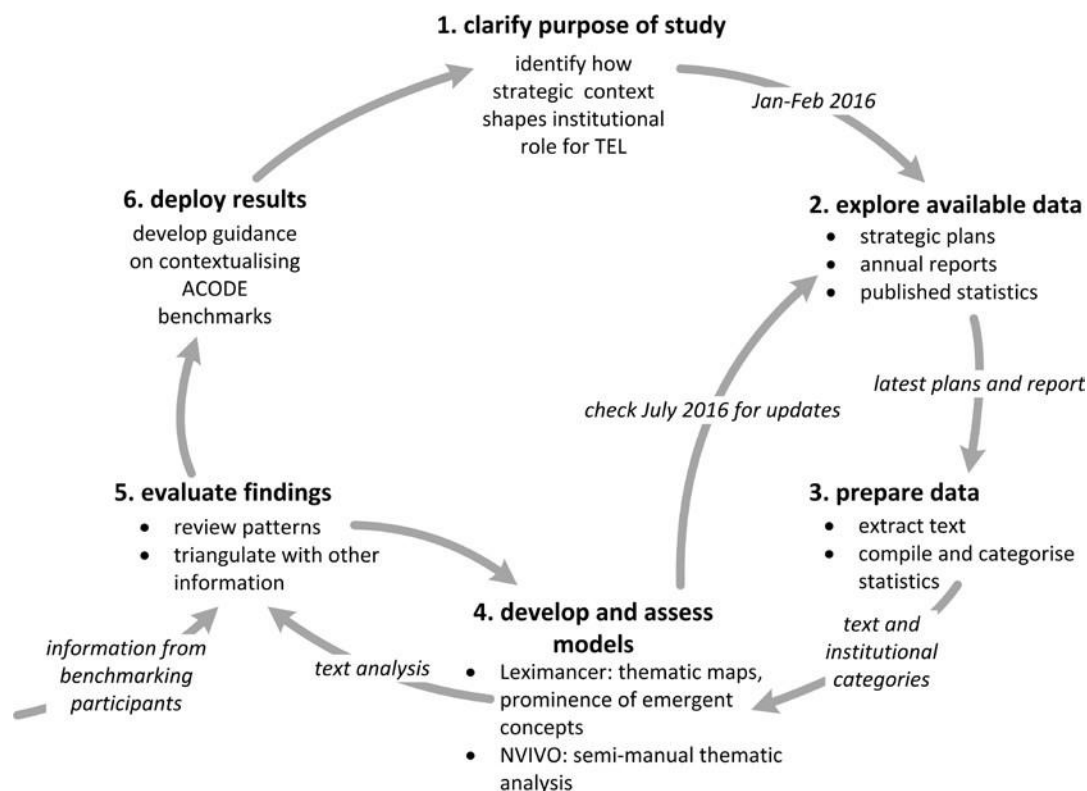 1. clarify purpose of study
identify how
strategic context
shapes institutional
role for TEL
Jan-Feb 2016
2. explore available data
• strategic plans
• annual reports
• published statistics
latest plans and report
3. prepare data
• extract text
• compile and categorise
statistics
text and
institutional
categories
4. develop and assess
models
• Leximancer: thematic maps,
prominence of emergent
concepts
• NVIVO: semi-manual thematic
analysis
check July 2016 for updates
text analysis
5. evaluate findings
• review patterns
• triangulate with other
information
information from
benchmarking
participants
6. deploy results
develop guidance
on contextualising
ACODE
benchmarks